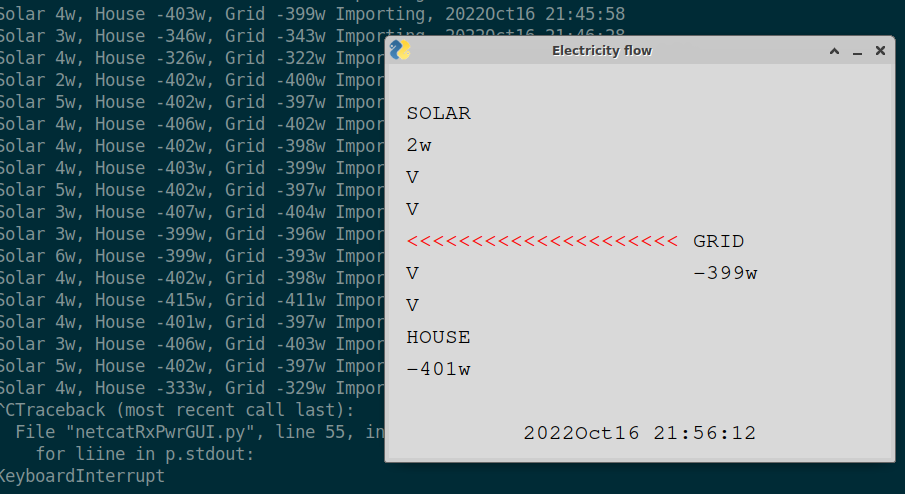 Solar 4w, House -403w, Grid -399w Importing, 2022Oct16 21:45:58
Solar 3w, House -346w, Grid -343w Importing, 2022Oct16 21:46:28
Solar 4w, House -326w, Grid -322w Impor
Solar 2w, House -402w, Grid -400w Impor
Solar 5w, House -402w, Grid -397w Impor
Solar 4w, House -406w, Grid -402w Impor
Solar 4w, House -402w, Grid -398w Impor
Solar 4w, House -403w, Grid -399w Impor
Solar 5w, House -402w, Grid -397w Impor
Solar 3w, House -407w, Grid -404w Impor
Solar 3w, House -399w, Grid -396w Impor
Solar 6w, House -399w, Grid -393w Impor
Solar 4w, House -402w, Grid -398w Impor
Solar 4w, House -415w, Grid -411w Impor
Solar 4w, House -401w, Grid -397w Impor
Solar 3w, House -406w, Grid -403w Impor
Solar 5w, House -402w, Grid -397w Impor
Solar 4w, House -333w, Grid -329w Impor
^CTraceback (most recent call last):
File "netcatRxPwrGUI.py", line 55, in
for liine in p.stdout:
KeyboardInterrupt
Electricity flow
SOLAR
2w
V
V
<<<<<<<<<<<<<<<<<<<<< GRID
V -399w
V
HOUSE
-401w
2022Oct16 21:56:12